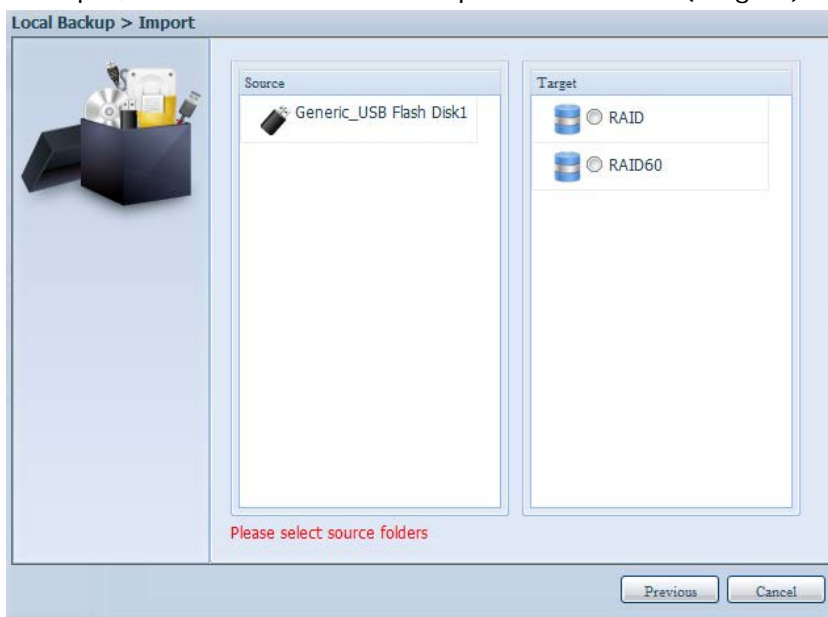 Local Backup > Import
Source
Generic_USB Flash Disk1
Target
RAID
RAID60
Please select source folders
Previous
Cancel